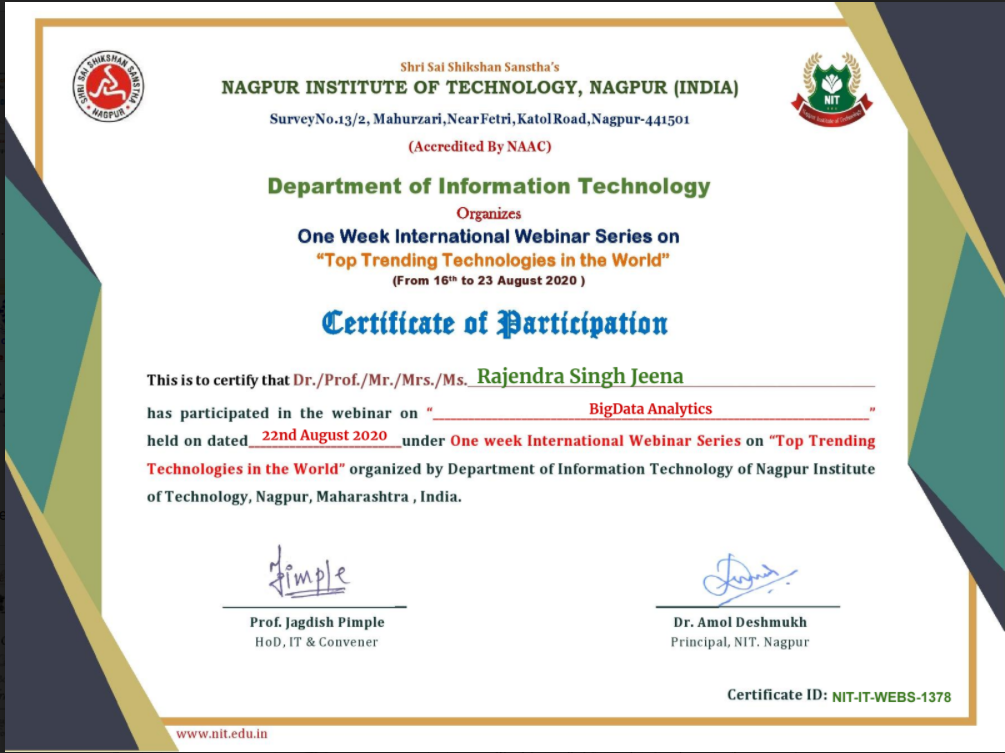 Shri Sai Shikshan Sanstha's
NAGPUR INSTITUTE OF TECHNOLOGY, NAGPUR (INDIA)
SurveyNo.13/2, Mahurzari,NearFetri,KatolRoad,Nagpur-441501
(Accredited By NAAC)
SHRI SAI SHIKSHAN SANSTHA
NAGPUR
NIT
Nagpur Institute of Technology
Department of Information Technology
Organizes
One Week International Webinar Series on
“Top Trending Technologies in the World”
(From 16th to 23 August 2020 )
Certificate of Participation
This is to certify that Dr./Prof./Mr./Mrs./Ms. Rajendra Singh Jeena
has participated in the webinar on “ BigData Analytics ”
held on dated 22nd August 2020 under One week International Webinar Series on “Top Trending
Technologies in the World” organized by Department of Information Technology of Nagpur Institute
of Technology, Nagpur, Maharashtra , India.
Pimple
Prof. Jagdish Pimple
HoD, IT & Convener
Dr. Amol Deshmukh
Principal, NIT. Nagpur
Certificate ID: NIT-IT-WEBS-1378
www.nit.edu.in